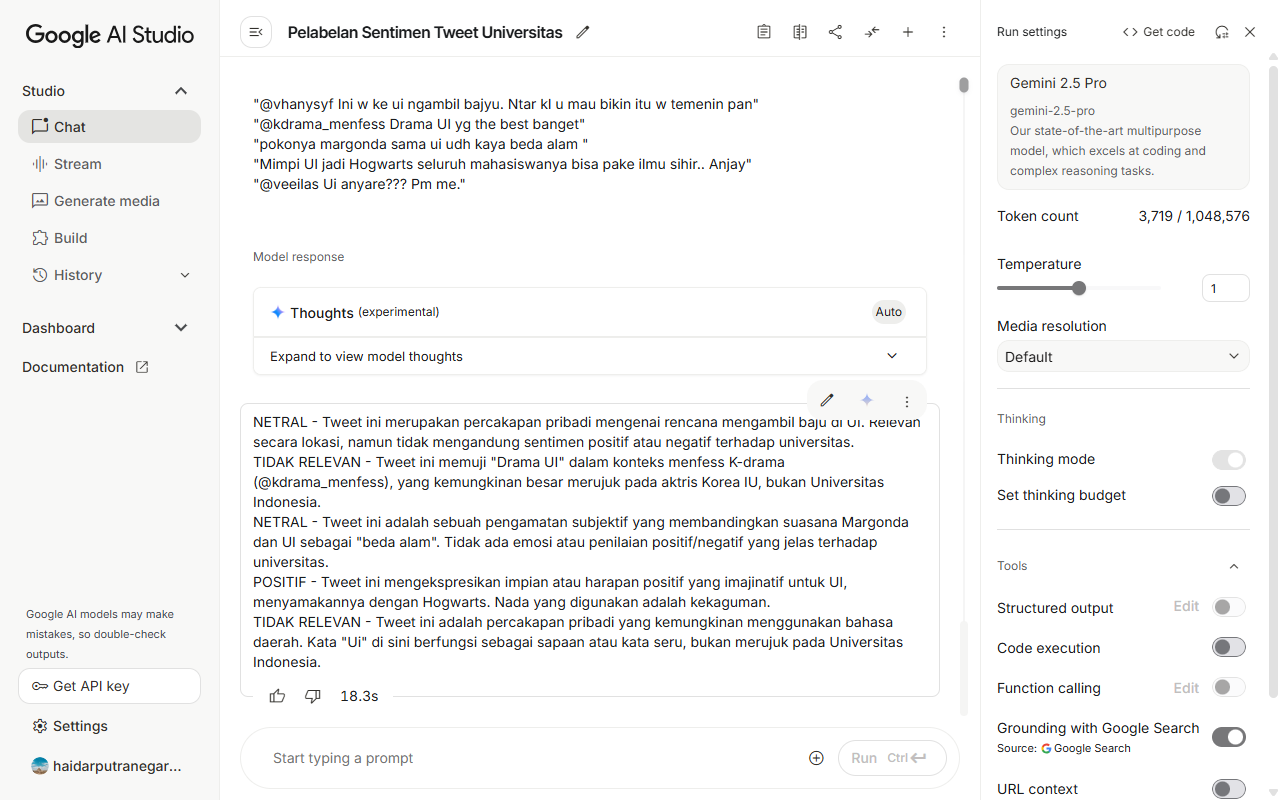 Google AI Studio
Studio
Chat
Stream
Generate media
Build
History
Dashboard
Documentation
Google AI models may make
mistakes, so double-check
outputs.
Get API key
Settings
haidarputranegar...
Pelabelan Sentimen Tweet Universitas
"@vhanysyf Ini w ke ui ngambil bajyu. Ntar kl u mau bikin itu w temenin pan"
"@kdrama_menfess Drama UI yg the best banget"
"pokonya margonda sama ui udh kaya beda alam "
"Mimpi UI jadi Hogwarts seluruh mahasiswanya bisa pake ilmu sihir.. Anjay"
"@veeilas Ui anyare??? Pm me."
Model response
Thoughts (experimental)
Auto
Expand to view model thoughts
NETRAL - Tweet ini merupakan percakapan pribadi mengenai rencana mengambil baju di UI. Relevan
secara lokasi, namun tidak mengandung sentimen positif atau negatif terhadap universitas.
TIDAK RELEVAN - Tweet ini memuji "Drama UI" dalam konteks menfess K-drama
(@kdrama_menfess), yang kemungkinan besar merujuk pada aktris Korea IU, bukan Universitas
Indonesia.
NETRAL - Tweet ini adalah sebuah pengamatan subjektif yang membandingkan suasana Margonda
dan UI sebagai "beda alam". Tidak ada emosi atau penilaian positif/negatif yang jelas terhadap
universitas.
POSITIF - Tweet ini mengekspresikan impian atau harapan positif yang imajinatif untuk UI,
menyamakannya dengan Hogwarts. Nada yang digunakan adalah kekaguman.
TIDAK RELEVAN - Tweet ini adalah percakapan pribadi yang kemungkinan menggunakan bahasa
daerah. Kata "Ui" di sini berfungsi sebagai sapaan atau kata seru, bukan merujuk pada Universitas
Indonesia.
18.3s
Start typing a prompt
Run Ctrl
Run settings
Get code
Gemini 2.5 Pro
gemini-2.5-pro
Our state-of-the-art multipurpose
model, which excels at coding and
complex reasoning tasks.
Token count 3,719 / 1,048,576
Temperature
1
Media resolution
Default
Thinking
Thinking mode
Set thinking budget
Tools
Structured output Edit
Code execution
Function calling Edit
Grounding with Google Search
Source: Google Search
URL context